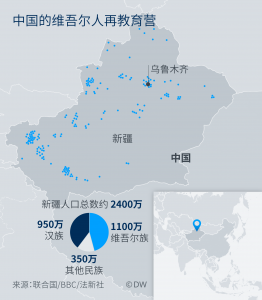 中国的维吾尔人再教育营
乌鲁木齐
新疆
中国
新疆人口总数约 2400万
950万
汉族
1100万
维吾尔族
350万
其他民族
来源：联合国/BBC/法新社
© DW